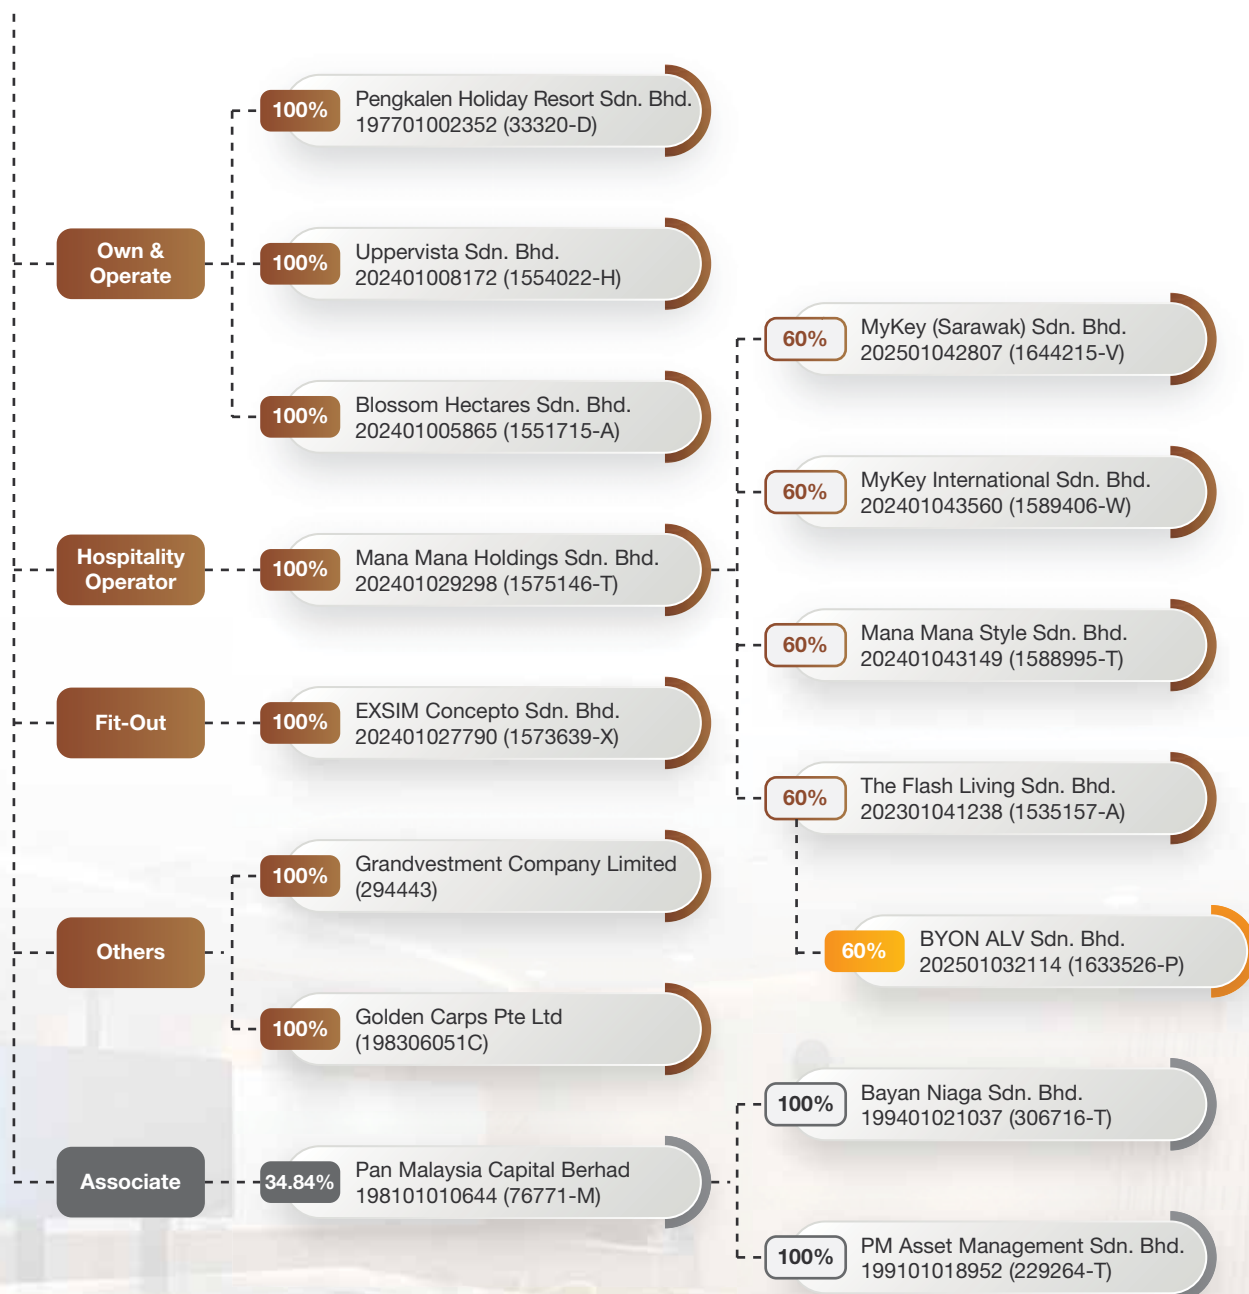 100%
Pengkalen Holiday Resort Sdn. Bhd.
197701002352 (33320-D)
Own &
Operate
100%
Uppervista Sdn. Bhd.
202401008172 (1554022-H)
100%
Blossom Hectares Sdn. Bhd.
202401005865 (1551715-A)
Hospitality
Operator
100%
Mana Mana Holdings Sdn. Bhd.
202401029298 (1575146-T)
60%
MyKey (Sarawak) Sdn. Bhd.
202501042807 (1644215-V)
60%
MyKey International Sdn. Bhd.
202401043560 (1589406-W)
60%
Mana Mana Style Sdn. Bhd.
202401043149 (1588995-T)
60%
The Flash Living Sdn. Bhd.
202301041238 (1535157-A)
60%
BYON ALV Sdn. Bhd.
202501032114 (1633526-P)
Fit-Out
100%
EXSIM Concepto Sdn. Bhd.
202401027790 (1573639-X)
Others
100%
Grandvestment Company Limited
(294443)
100%
Golden Carps Pte Ltd
(198306051C)
Associate
34.84%
Pan Malaysia Capital Berhad
198101010644 (76771-M)
100%
Bayan Niaga Sdn. Bhd.
199401021037 (306716-T)
100%
PM Asset Management Sdn. Bhd.
199101018952 (229264-T)